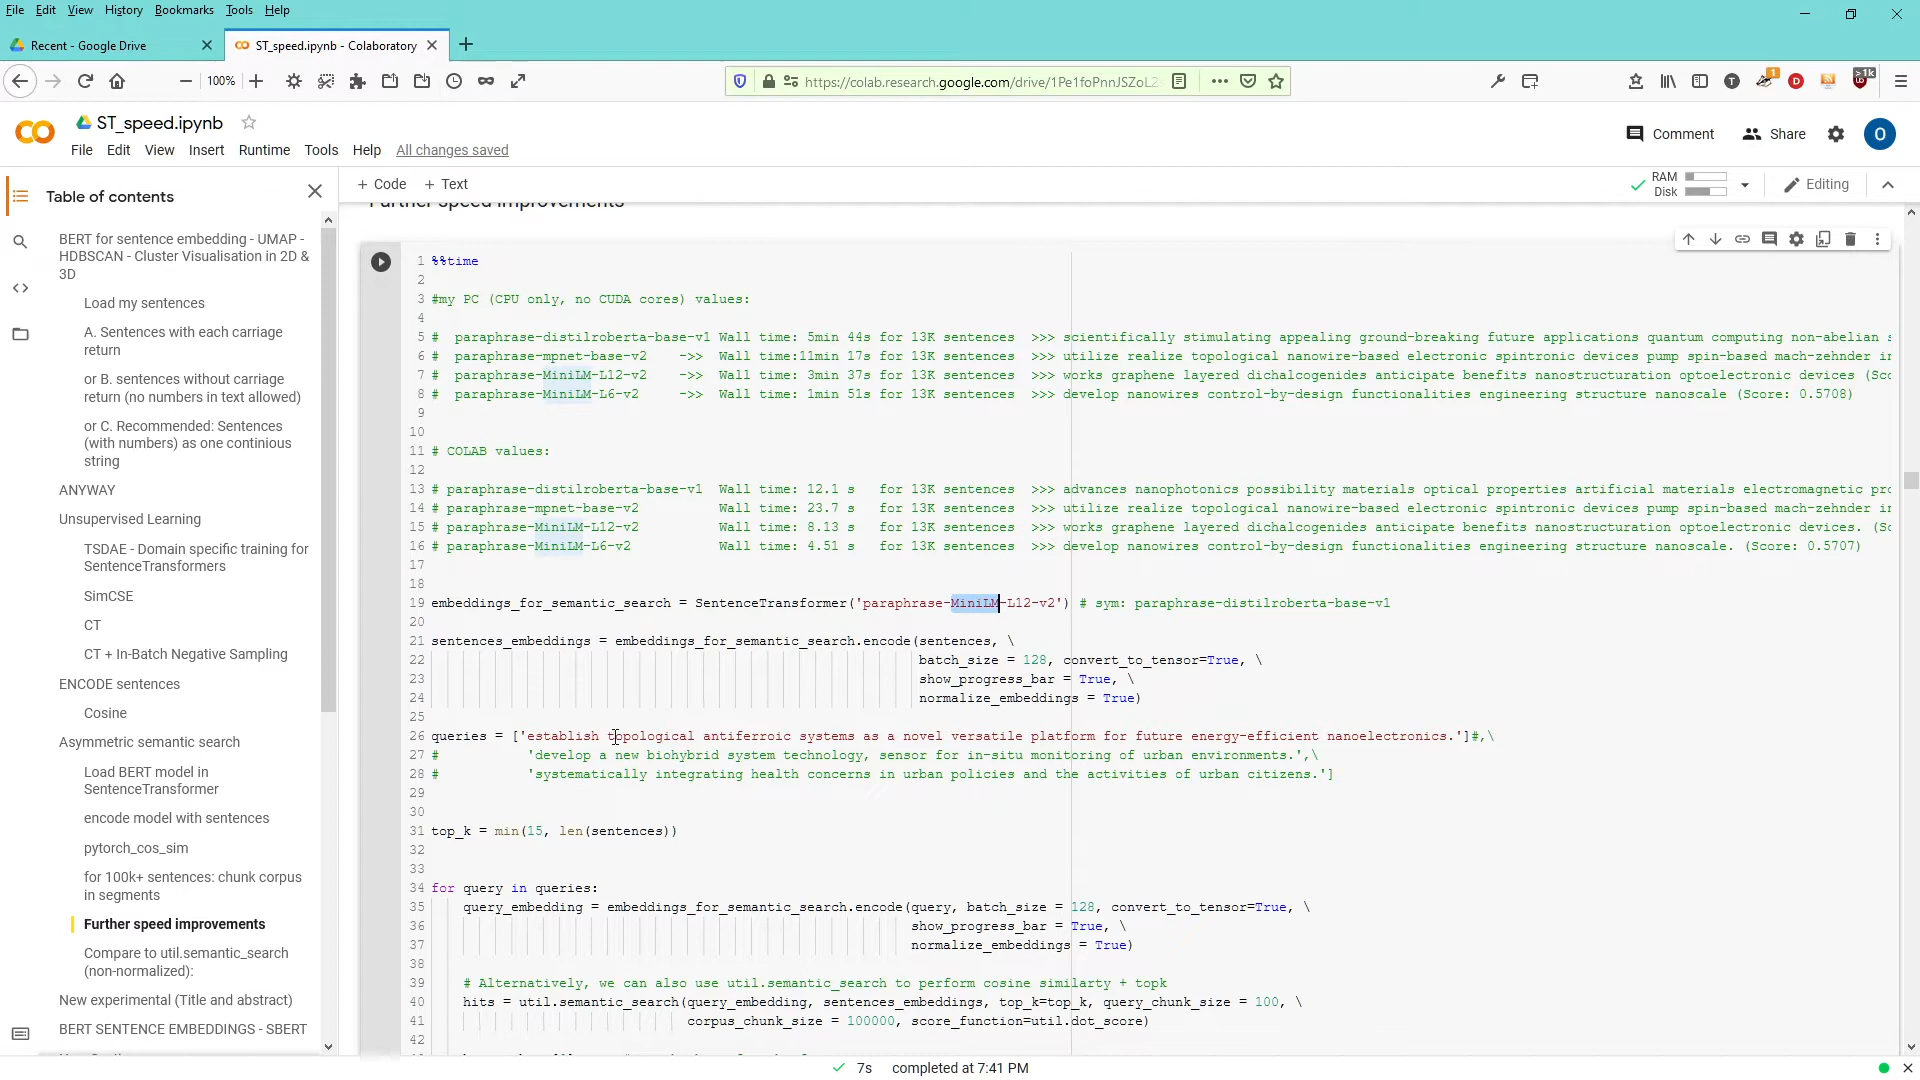 File Edit View History Bookmarks Tools Help
Recent - Google Drive
ST_speed.ipynb - Colaboratory
100%
https://colab.research.google.com/drive/1Pe1foPnnJSZoL2
1
>1k
ST_speed.ipynb
File Edit View Insert Runtime Tools Help All changes saved
Comment
Share
O
+ Code + Text
RAM
Disk
Editing
Table of contents
BERT for sentence embedding - UMAP -
HDBSCAN - Cluster Visualisation in 2D &
3D
Load my sentences
A. Sentences with each carriage
return
or B. sentences without carriage
return (no numbers in text allowed)
or C. Recommended: Sentences
(with numbers) as one continious
string
ANYWAY
Unsupervised Learning
TSDAE - Domain specific training for
SentenceTransformers
SimCSE
CT
CT + In-Batch Negative Sampling
ENCODE sentences
Cosine
Asymmetric semantic search
Load BERT model in
SentenceTransformer
encode model with sentences
pytorch_cos_sim
for 100k+ sentences: chunk corpus
in segments
Further speed improvements
Compare to util.semantic_search
(non-normalized):
New experimental (Title and abstract)
BERT SENTENCE EMBEDDINGS - SBERT
Further speed improvements
1 %%time
2
3 #my PC (CPU only, no CUDA cores) values:
4
5 #  paraphrase-distilroberta-base-v1 Wall time: 5min 44s for 13K sentences  >>> scientifically stimulating appealing ground-breaking future applications quantum computing non-abelian s
6 #  paraphrase-mpnet-base-v2    ->>  Wall time:11min 17s for 13K sentences  >>> utilize realize topological nanowire-based electronic spintronic devices pump spin-based mach-zehnder in
7 #  paraphrase-MiniLM-L12-v2    ->>  Wall time: 3min 37s for 13K sentences  >>> works graphene layered dichalcogenides anticipate benefits nanostructuration optoelectronic devices (Sco
8 #  paraphrase-MiniLM-L6-v2     ->>  Wall time: 1min 51s for 13K sentences  >>> develop nanowires control-by-design functionalities engineering structure nanoscale (Score: 0.5708)
9
10
11 # COLAB values:
12
13 # paraphrase-distilroberta-base-v1  Wall time: 12.1 s   for 13K sentences  >>> advances nanophotonics possibility materials optical properties artificial materials electromagnetic pro
14 # paraphrase-mpnet-base-v2          Wall time: 23.7 s   for 13K sentences  >>> utilize realize topological nanowire-based electronic spintronic devices pump spin-based mach-zehnder in
15 # paraphrase-MiniLM-L12-v2          Wall time: 8.13 s   for 13K sentences  >>> works graphene layered dichalcogenides anticipate benefits nanostructuration optoelectronic devices. (Sc
16 # paraphrase-MiniLM-L6-v2           Wall time: 4.51 s   for 13K sentences  >>> develop nanowires control-by-design functionalities engineering structure nanoscale. (Score: 0.5707)
17
18
19 embeddings_for_semantic_search = SentenceTransformer('paraphrase-MiniLM-L12-v2') # sym: paraphrase-distilroberta-base-v1
20
21 sentences_embeddings = embeddings_for_semantic_search.encode(sentences, \
22 batch_size = 128, convert_to_tensor=True, \
23 show_progress_bar = True, \
24 normalize_embeddings = True)
25
26 queries = ['establish topological antiferroic systems as a novel versatile platform for future energy-efficient nanoelectronics.']#,\
27 #           'develop a new biohybrid system technology, sensor for in-situ monitoring of urban environments.',\
28 #           'systematically integrating health concerns in urban policies and the activities of urban citizens.']
29
30
31 top_k = min(15, len(sentences))
32
33
34 for query in queries:
35 query_embedding = embeddings_for_semantic_search.encode(query, batch_size = 128, convert_to_tensor=True, \
36 show_progress_bar = True, \
37 normalize_embeddings = True)
38
39 # Alternatively, we can also use util.semantic_search to perform cosine similarty + topk
40 hits = util.semantic_search(query_embedding, sentences_embeddings, top_k=top_k, query_chunk_size = 100, \
41 corpus_chunk_size = 100000, score_function=util.dot_score)
42
7s completed at 7:41 PM